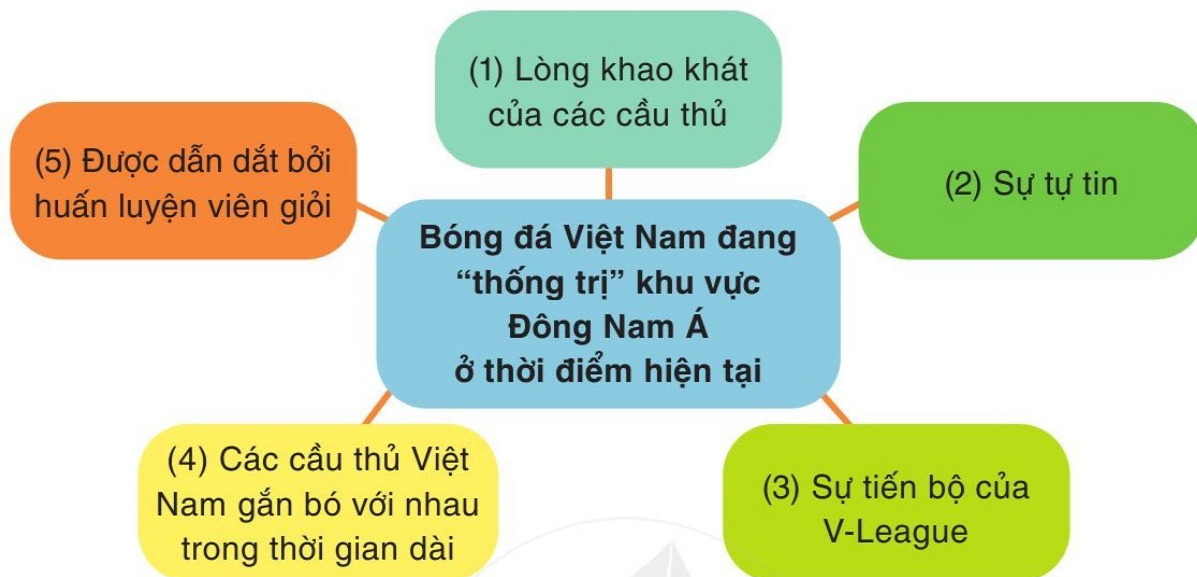 (1) Lòng khao khát
của các cầu thủ
(2) Sự tự tin
(3) Sự tiến bộ của
V-League
(4) Các cầu thủ Việt
Nam gắn bó với nhau
trong thời gian dài
(5) Được dẫn dắt bởi
huấn luyện viên giỏi
Bóng đá Việt Nam đang
“thống trị” khu vực
Đông Nam Á
ở thời điểm hiện tại